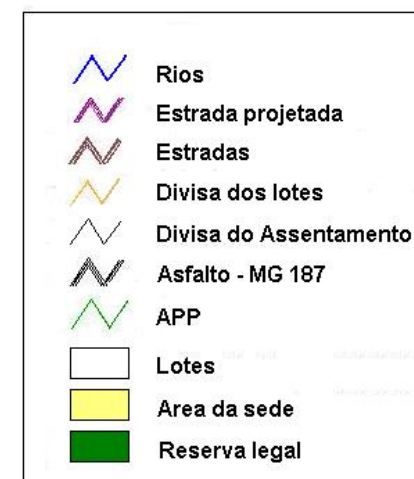 Rios
Estrada projetada
Estradas
Divisa dos lotes
Divisa do Assentamento
Asfalto - MG 187
APP
Lotes
Area da sede
Reserva legal